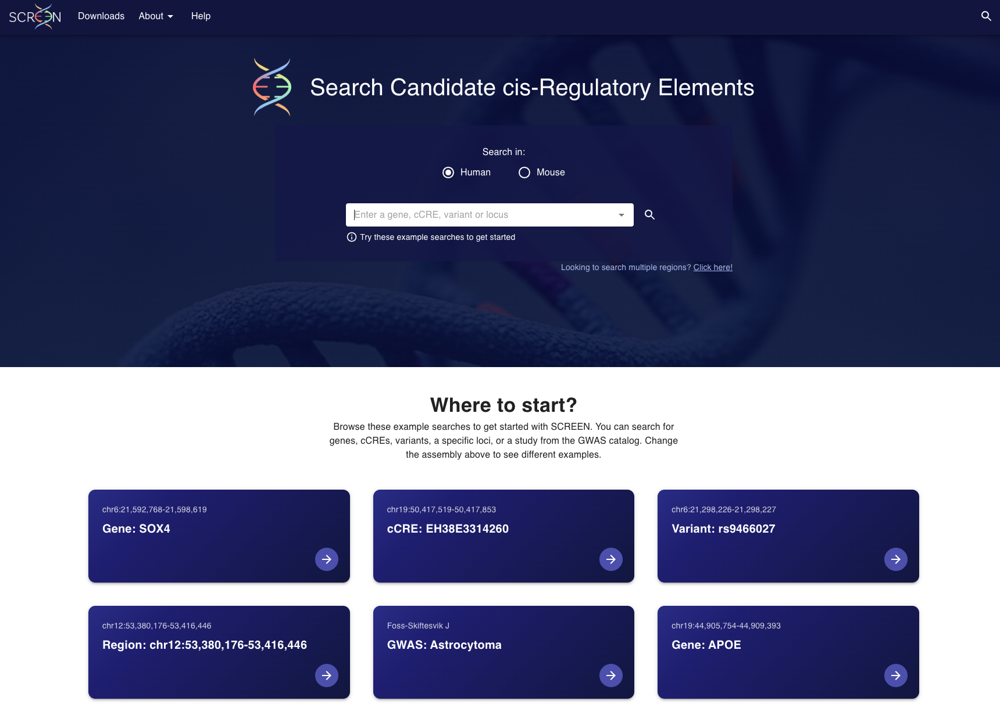 SCREEN
Downloads
About
Help
Search Candidate cis-Regulatory Elements
Search in:
Human
Mouse
Enter a gene, cCRE, variant or locus
Try these example searches to get started
Looking to search multiple regions? Click here!
Where to start?
Browse these example searches to get started with SCREEN. You can search for
genes, cCREs, variants, a specific loci, or a study from the GWAS catalog. Change
the assembly above to see different examples.
chr6:21,592,768-21,598,619
Gene: SOX4
chr19:50,417,519-50,417,853
cCRE: EH38E3314260
chr6:21,298,226-21,298,227
Variant: rs9466027
chr12:53,380,176-53,416,446
Region: chr12:53,380,176-53,416,446
Foss-Skiftesvik J
GWAS: Astrocytoma
chr19:44,905,754-44,909,393
Gene: APOE